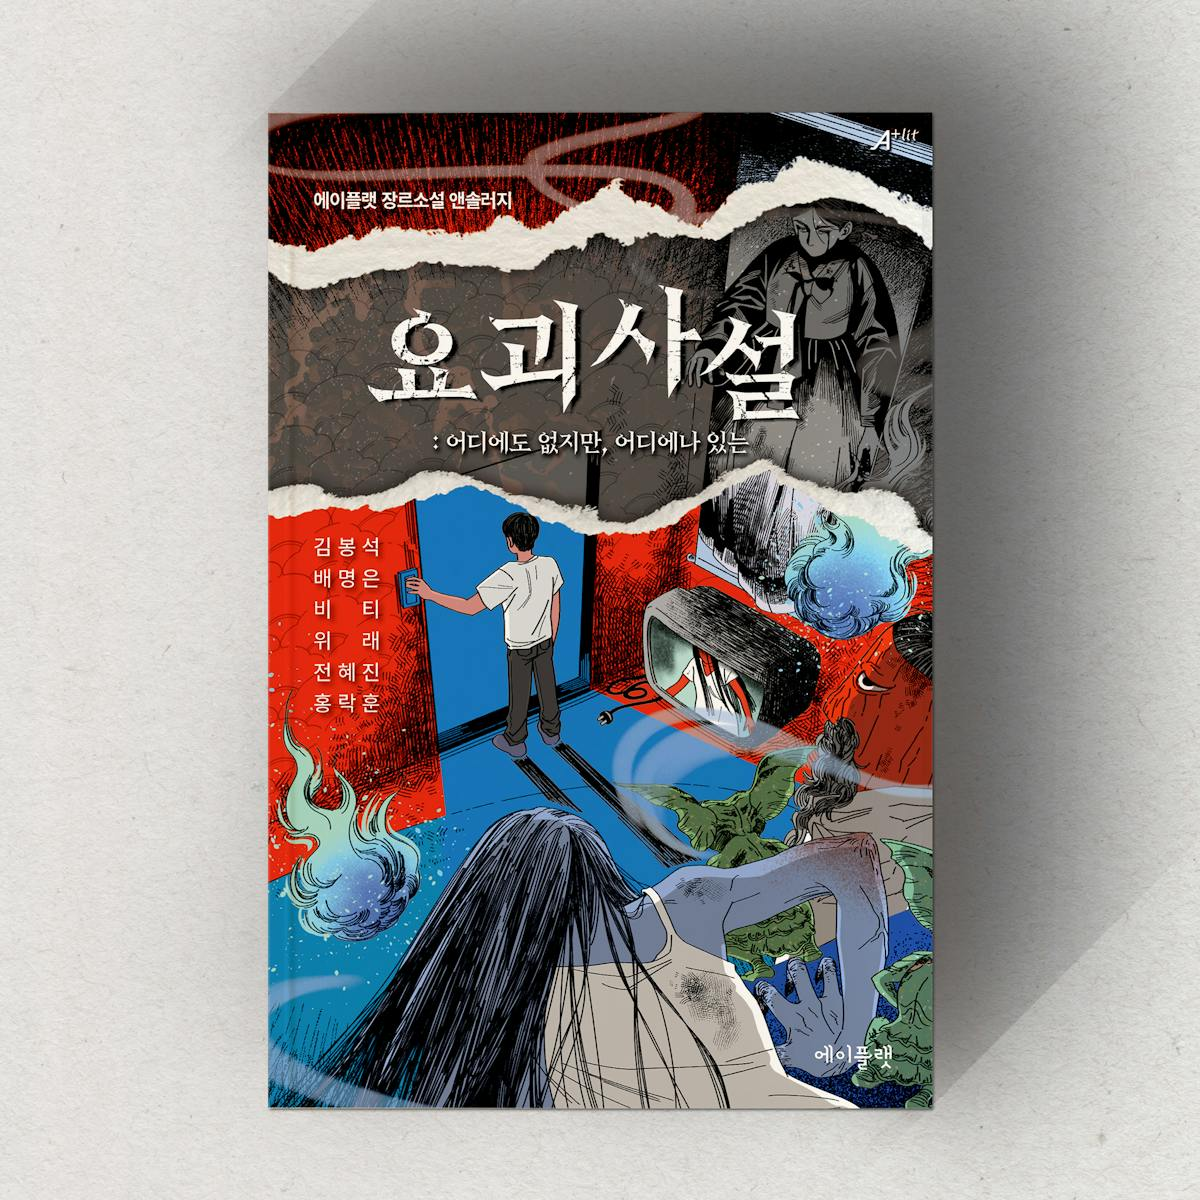 A+lit
에이플랫 장르소설 앤솔러지
요괴사설
: 어디에도 없지만, 어디에나 있는
김봉석
배명은
비 티
위 래
전혜진
홍락훈
에이플랫